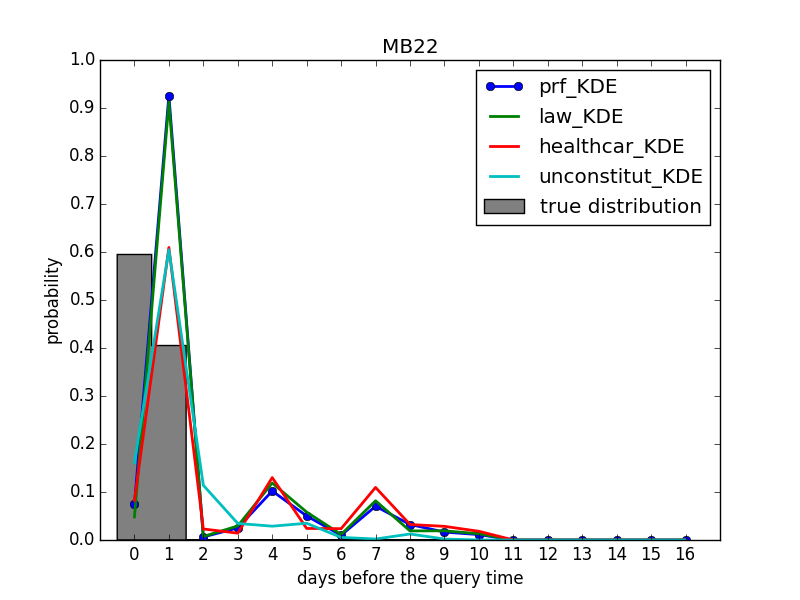 MB22
prf_KDE
law_KDE
healthcar_KDE
unconstitut_KDE
true distribution
probability
1.0
0.9
0.8
0.7
0.6
0.5
0.4
0.3
0.2
0.1
0.0
0 1 2 3 4 5 6 7 8 9 10 11 12 13 14 15 16
days before the query time